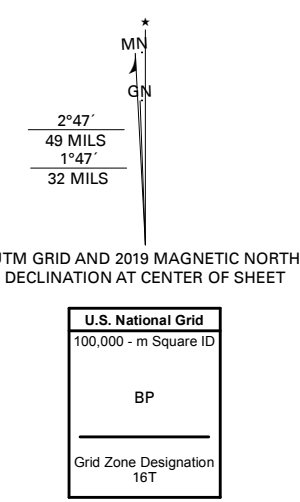 MN
GN
2°47´
49 MILS
1°47´
32 MILS
UTM GRID AND 2019 MAGNETIC NORTH
DECLINATION AT CENTER OF SHEET
U.S. National Grid
100,000 - m Square ID
BP
Grid Zone Designation
16T